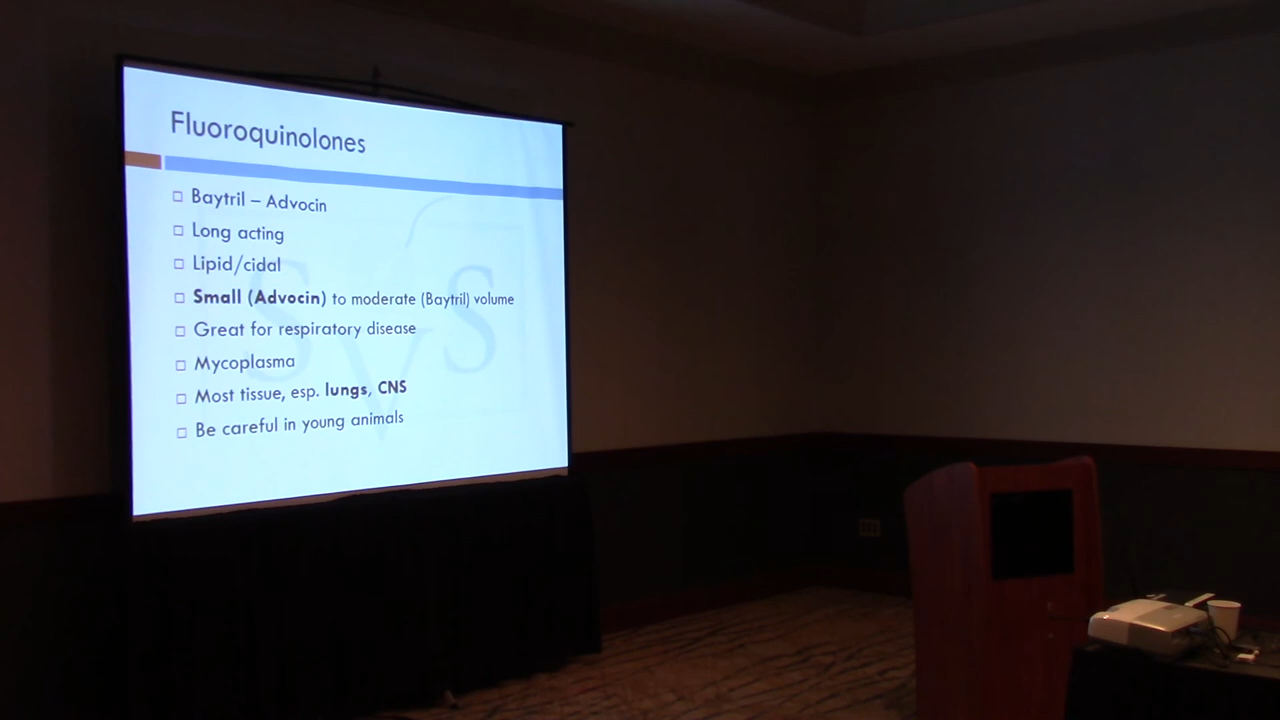 Fluoroquinolones
Baytril – Advocin
Long acting
Lipid/cidal
Small (Advocin) to moderate (Baytril) volume
Great for respiratory disease
Mycoplasma
Most tissue, esp. lungs, CNS
Be careful in young animals
SVS